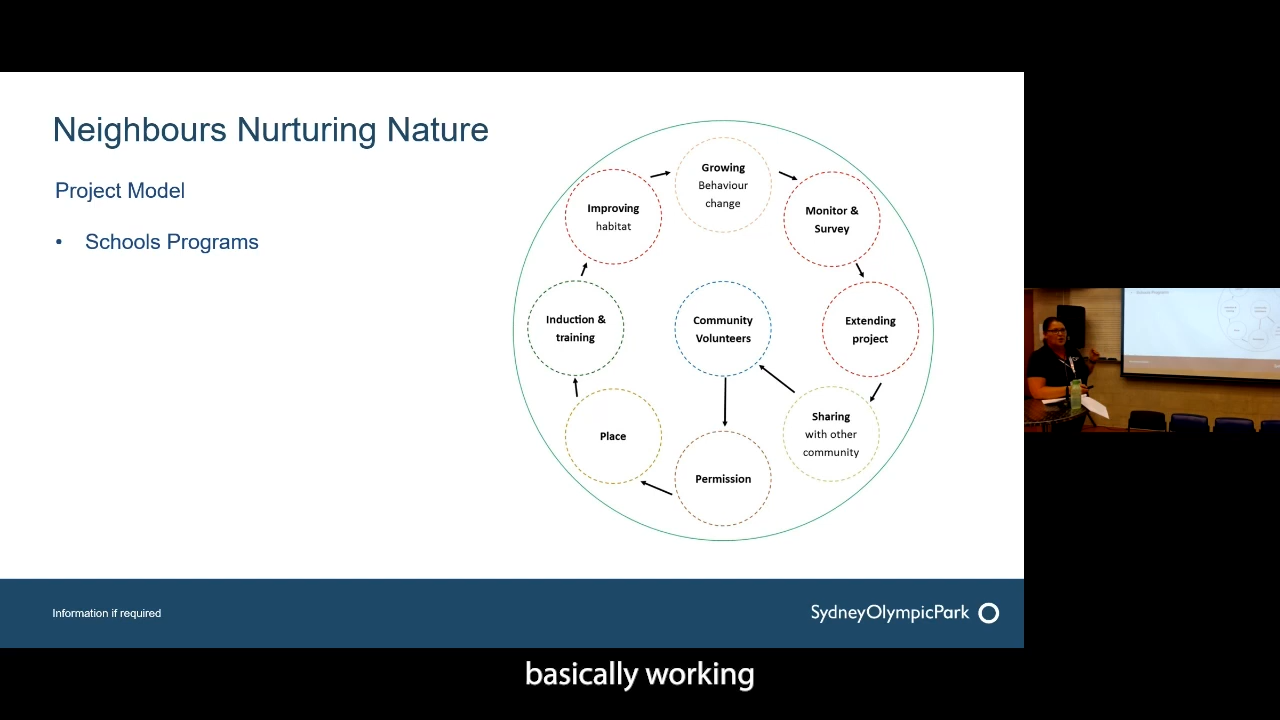 Neighbours Nurturing Nature
Project Model
• Schools Programs
Growing
Behaviour
change
Improving
habitat
Monitor &
Survey
Induction &
training
Community
Volunteers
Extending
project
Place
Permission
Sharing
with other
community
Information if required
SydneyOlympicPark
basically working